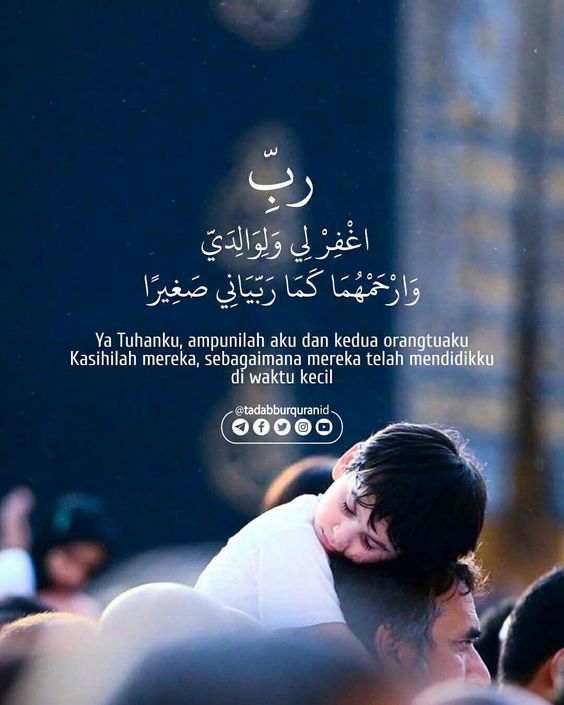 رَبِّ
اغْفِرْ لِي وَلِوَالِدَيَّ
وَارْحَمْهُمَا كَمَا رَبَّيَانِي صَغِيرًا
Ya Tuhanku, ampunilah aku dan kedua orangtuaku
Kasihilah mereka, sebagaimana mereka telah mendidikku
di waktu kecil
@tadabburquranid